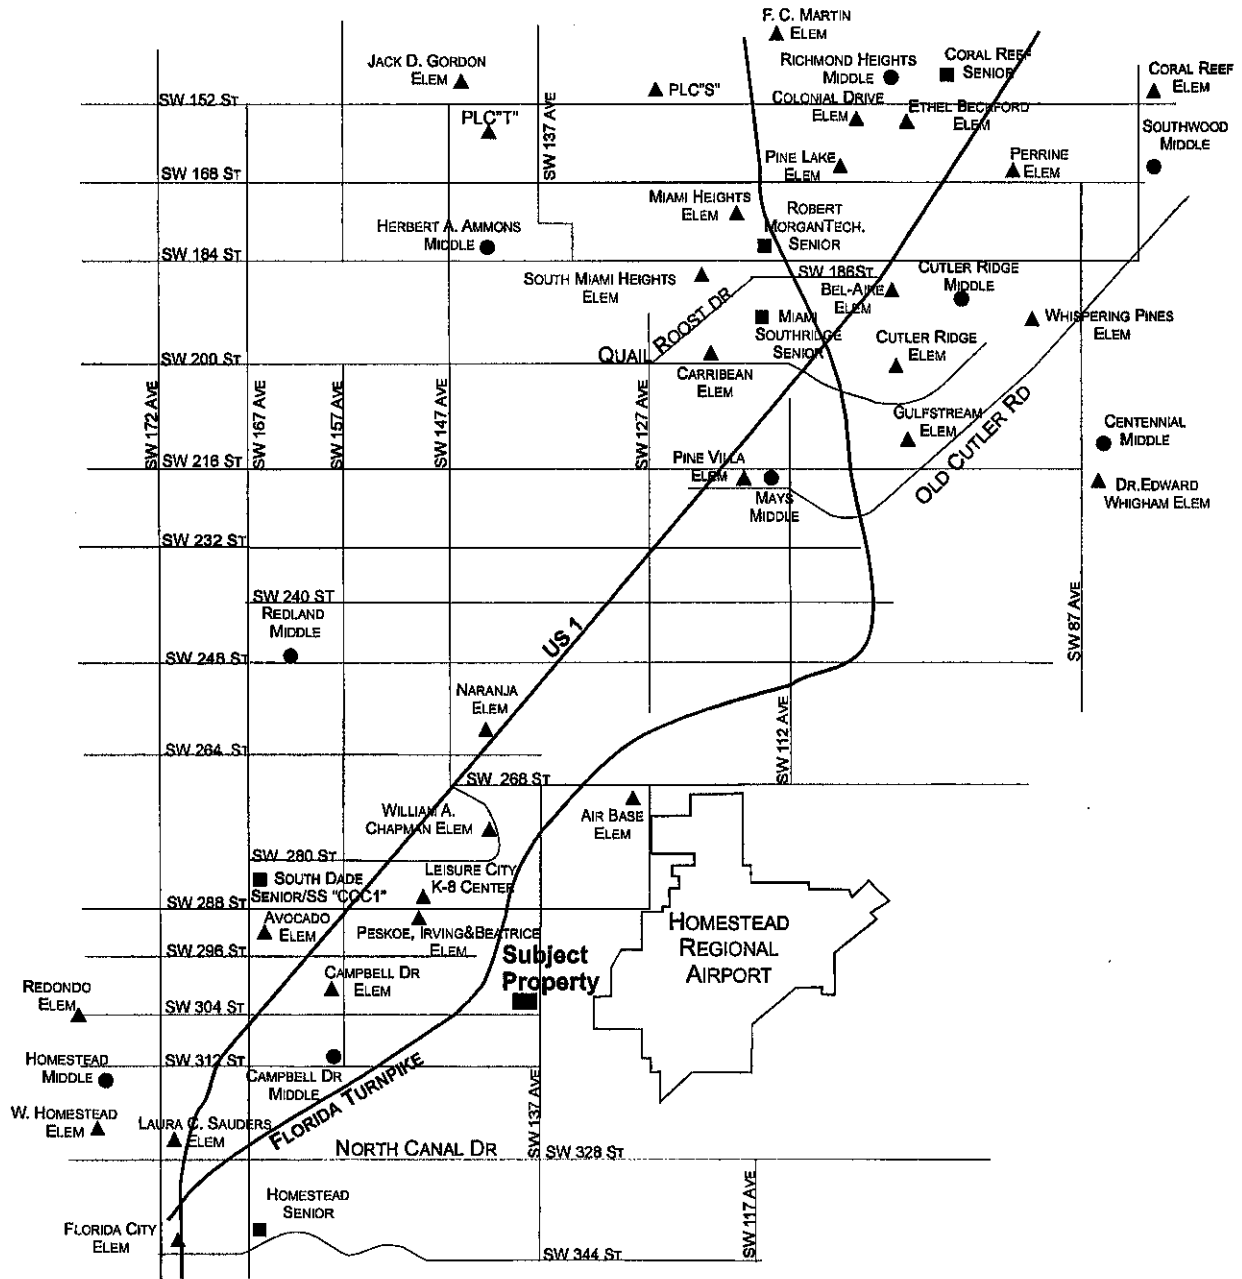 F. C. MARTIN
ELEM
JACK D. GORDON
ELEM
RICHMOND HEIGHTS
MIDDLE
CORAL REEF
SENIOR
CORAL REEF
ELEM
PLC"S"
SW 152 ST
COLONIAL DRIVE
ELEM
ETHEL BECKFORD
ELEM
PLC"T"
SW 137 AVE
SOUTHWOOD
MIDDLE
PINE LAKE
ELEM
PERRINE
ELEM
SW 168 ST
MIAMI HEIGHTS
ELEM
ROBERT
MORGANTECH.
SENIOR
HERBERT A. AMMONS
MIDDLE
SW 184 ST
SOUTH MIAMI HEIGHTS
ELEM
SW 186ST
BEL-AIRE
ELEM
CUTLER RIDGE
MIDDLE
QUAIL ROOST DR
MIAMI
SOUTHRIDGE
SENIOR
WHISPERING PINES
ELEM
CUTLER RIDGE
ELEM
SW 200 ST
CARRIBEAN
ELEM
SW 172 AVE
SW 167 AVE
SW 157 AVE
SW 147 AVE
SW 127 AVE
GULFSTREAM
ELEM
OLD CUTLER RD
CENTENNIAL
MIDDLE
SW 216 ST
PINE VILLA
ELEM
MAYS
MIDDLE
DR.EDWARD
WHIGHAM ELEM
SW 232 ST
SW 240 ST
REDLAND
MIDDLE
US 1
SW 87 AVE
SW 248 ST
NARANJA
ELEM
SW 112 AVE
SW 264 ST
SW 268 ST
WILLIAM A.
CHAPMAN ELEM
AIR BASE
ELEM
SW 280 ST
SOUTH DADE
SENIOR/SS "CCC1"
LEISURE CITY
K-8 CENTER
SW 288 ST
AVOCADO
ELEM
PESKOE, IRVING&BEATRICE
ELEM
HOMESTEAD
REGIONAL
AIRPORT
SW 296 ST
Subject
Property
CAMPBELL DR
ELEM
REDONDO
ELEM
SW 304 ST
SW 312 ST
HOMESTEAD
MIDDLE
CAMPBELL DR
MIDDLE
FLORIDA TURNPIKE
SW 137 AVE
W. HOMESTEAD
ELEM
LAURA C. SAUDERS
ELEM
NORTH CANAL DR
SW 328 ST
SW 117 AVE
HOMESTEAD
SENIOR
FLORIDA CITY
ELEM
SW 344 ST